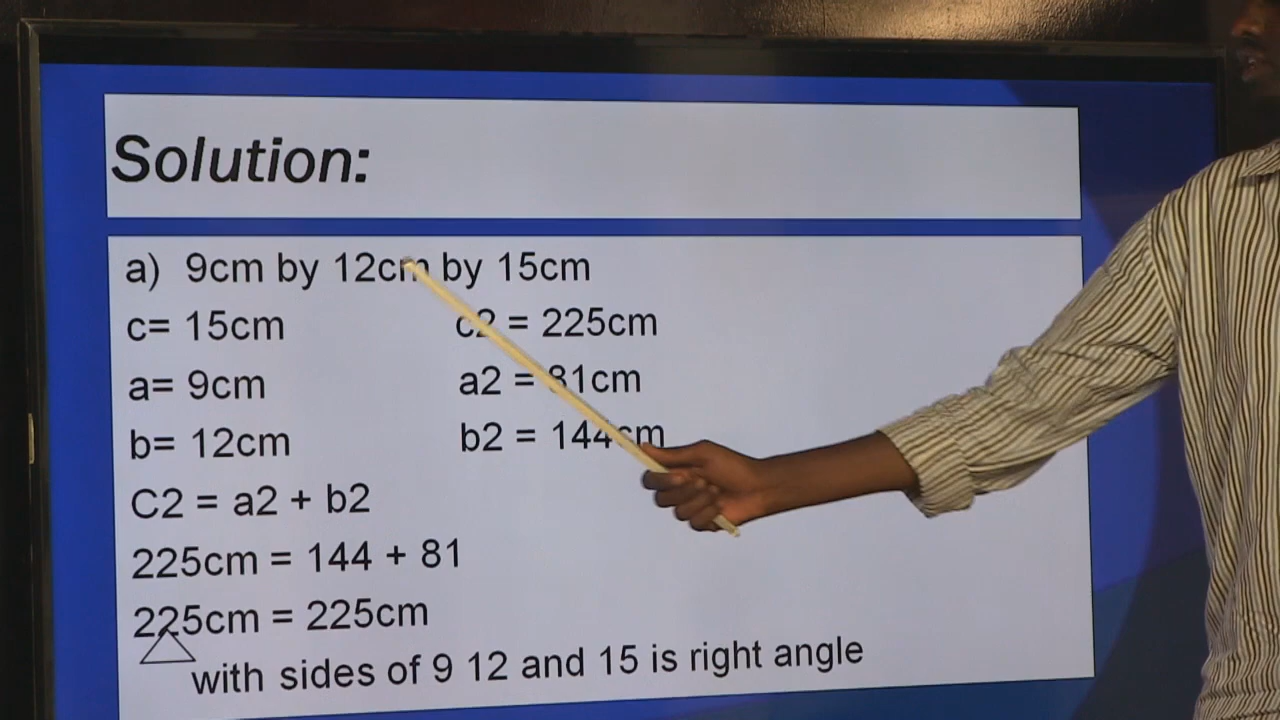 Solution:
a) 9cm by 12cm by 15cm
c= 15cm c2 = 225cm
a= 9cm a2 = 81cm
b= 12cm b2 = 144cm
C2 = a2 + b2
225cm = 144 + 81
225cm = 225cm
with sides of 9 12 and 15 is right angle